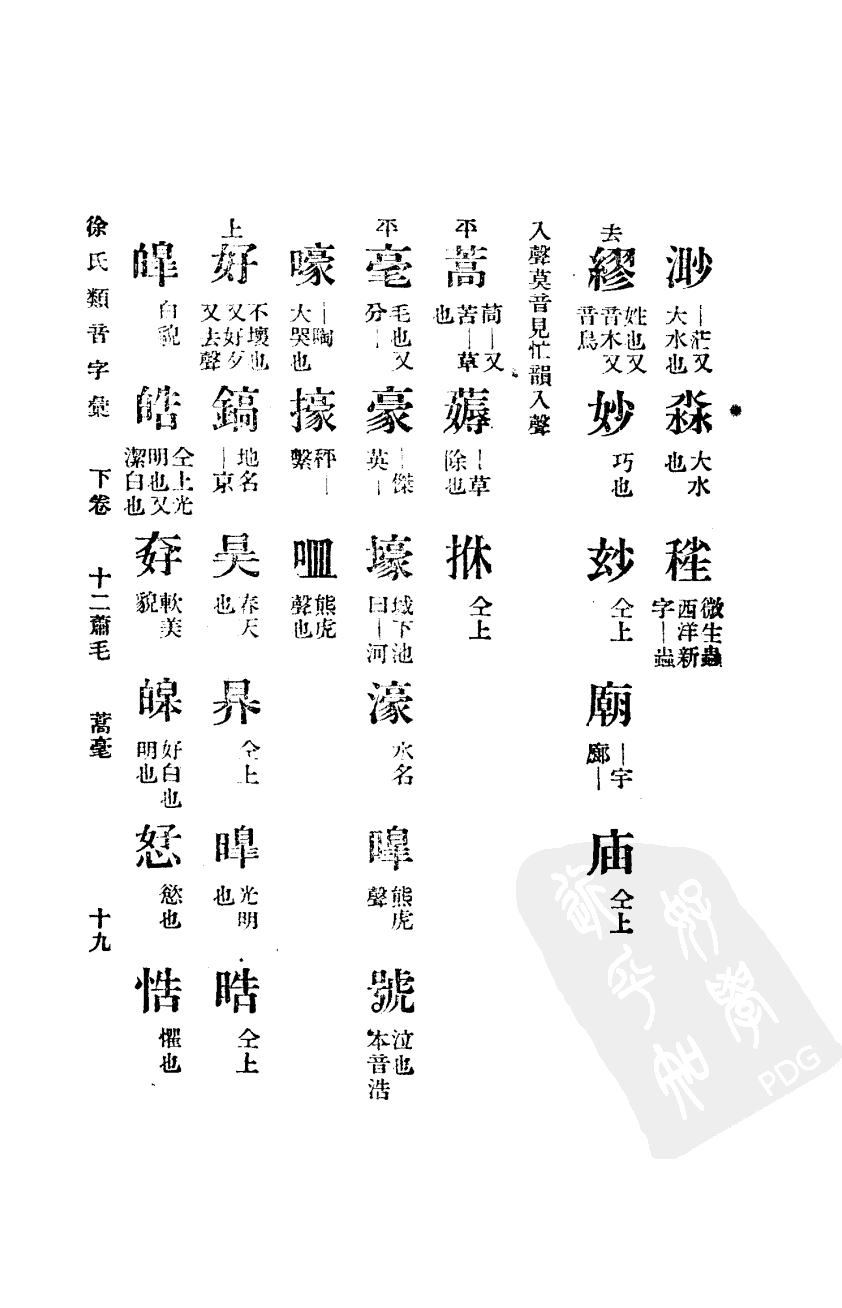 渺 ｜茫又大水也 淼 大水也 𥞵 微生蟲西洋新字｜蟲
去 繆 姓也又音木又音鳥 妙 巧也 玅 仝上 廟 ｜宇廊｜ 庙 仝上
入聲莫音見忙韻入聲
平 蒿 茼｜又苦｜草也 薅 ｜草除也 茠 仝上
平 毫 毛也又分｜ 豪 ｜傑英｜ 壕 城下池曰｜河 濠 水名 嘷 熊虎聲 號 泣也本音浩
嚎 ｜陶大哭也 㩝 秤｜繫 熊虎聲也
上 好 不壞也又好歹又去聲 鎬 地名｜京 昊 春天也 昦 仝上 暤 光明也 晧 仝上
皞 白貌 皓 仝上光明也又潔白也 㝀 軟美貌 皡 好白也明也 㤀 慾也 悎 懼也
徐氏類音字彙 下卷 十二蕭毛 蒿毫 十九
PDG